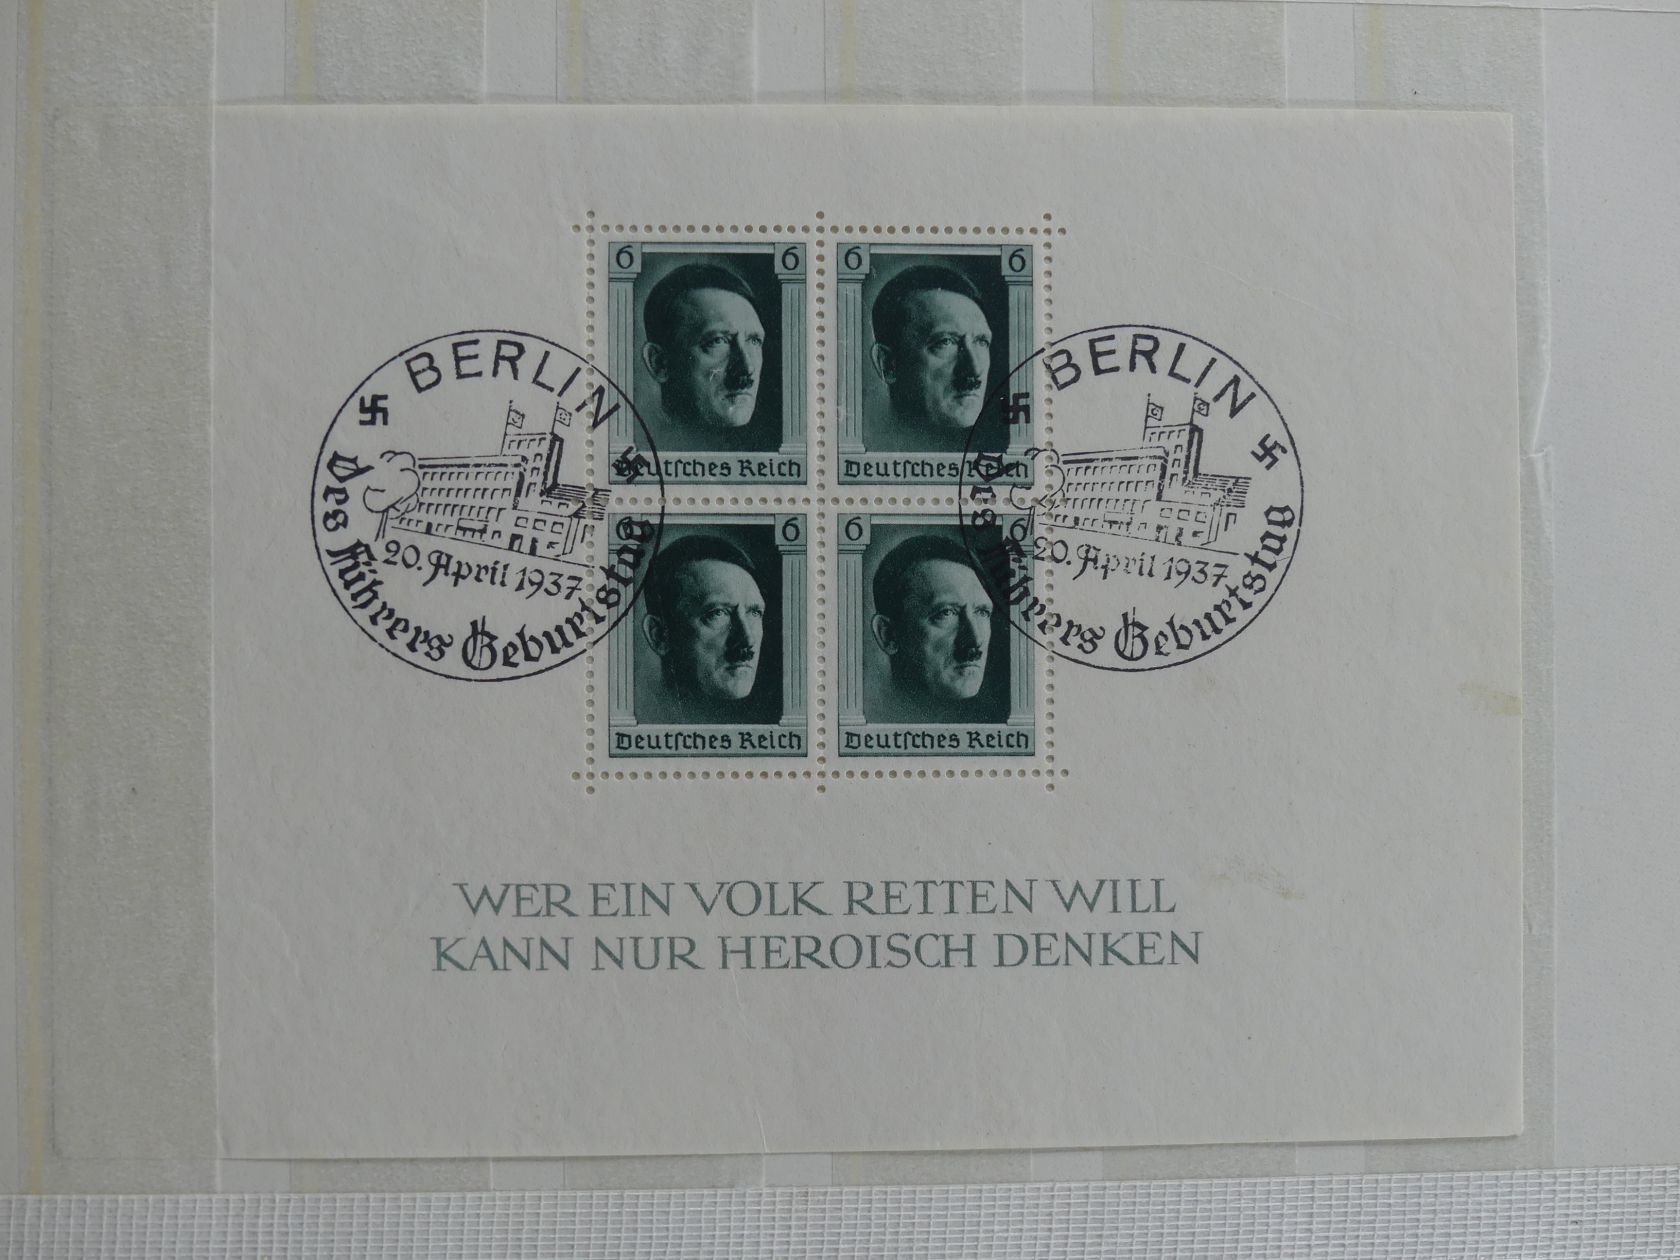 6 6 6 6
BERLIN BERLIN
Deutsches Reich Deutsches Reich
6 6 6 6
20. April 1937 20. April 1937
Des Führers Geburtstag Des Führers Geburtstag
Deutsches Reich Deutsches Reich
WER EIN VOLK RETTEN WILL
KANN NUR HEROISCH DENKEN